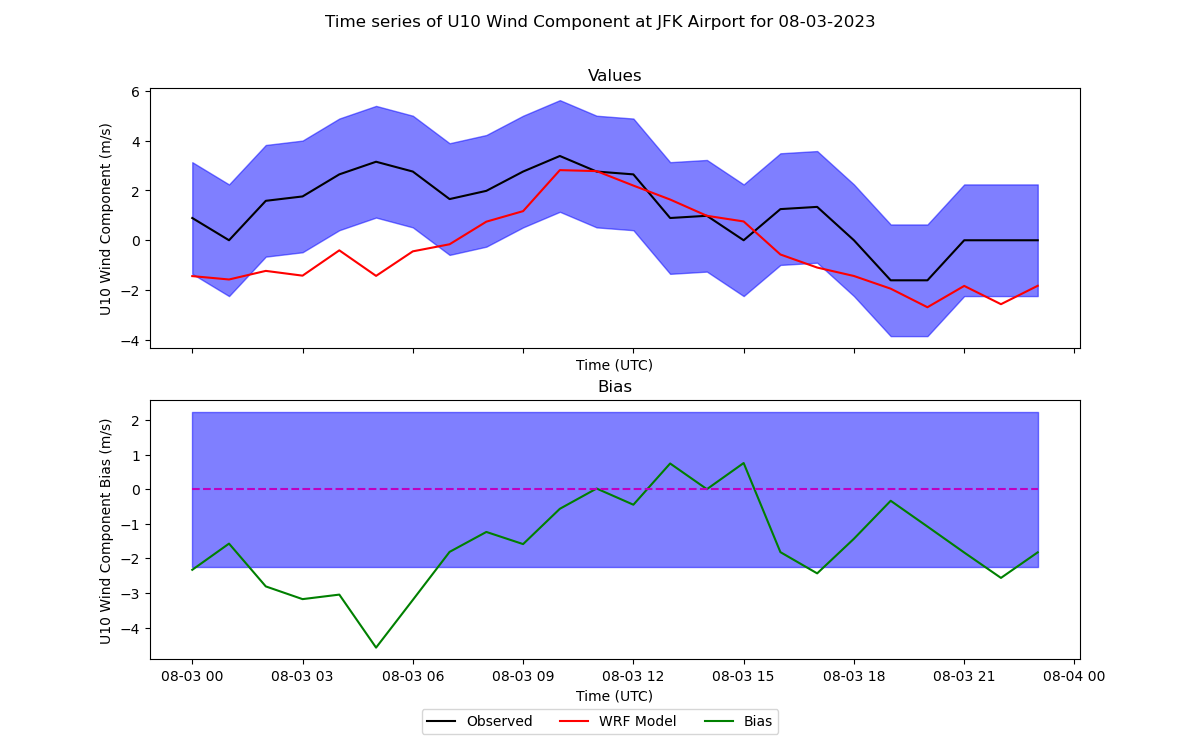 Time series of U10 Wind Component at JFK Airport for 08-03-2023
Values
U10 Wind Component (m/s)
6
4
2
0
−2
−4
Time (UTC)
Bias
U10 Wind Component Bias (m/s)
2
1
0
−1
−2
−3
−4
08-03 00 08-03 03 08-03 06 08-03 09 08-03 12 08-03 15 08-03 18 08-03 21 08-04 00
Time (UTC)
Observed WRF Model Bias